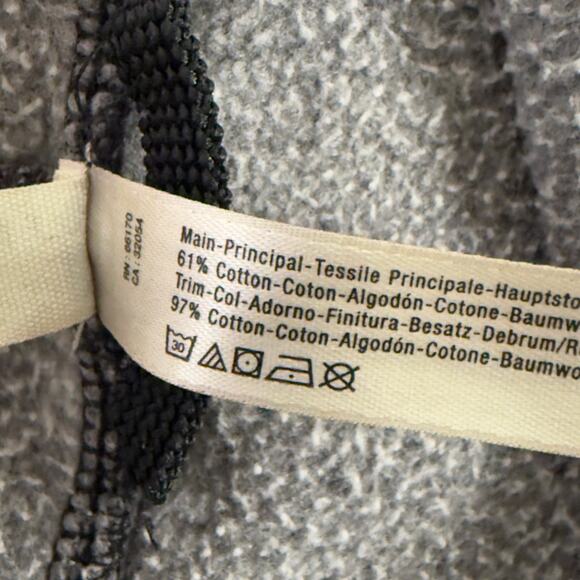 RN : 66170
CA : 32054
Main-Principal-Tessile Principale-Hauptsto
61% Cotton-Coton-Algodón-Cotone-Baumw
Trim-Col-Adorno-Finitura-Besatz-Debrum/R
97% Cotton-Coton-Algodón-Cotone-Baumwo
30